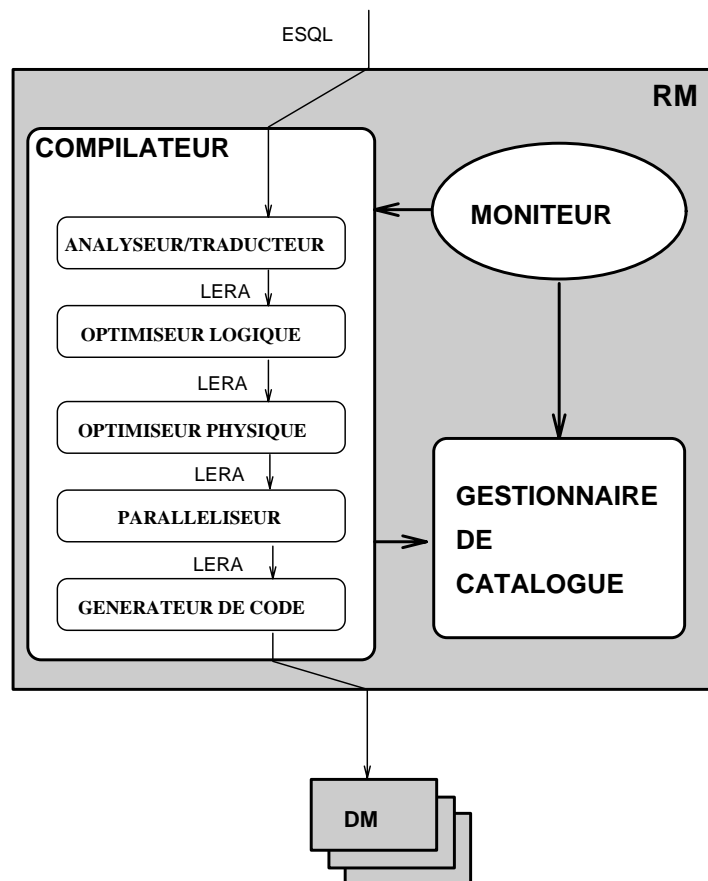 ESQL
RM
COMPILATEUR
MONITEUR
ANALYSEUR/TRADUCTEUR
LERA
OPTIMISEUR LOGIQUE
LERA
OPTIMISEUR PHYSIQUE
LERA
PARALLELISEUR
LERA
GENERATEUR DE CODE
GESTIONNAIRE
DE
CATALOGUE
DM